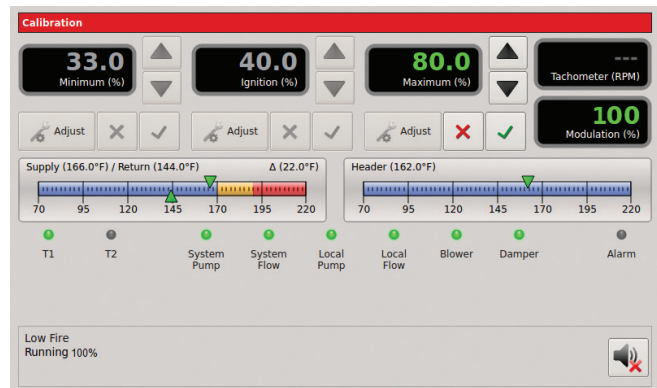 Calibration
33.0
Minimum (%)
40.0
Ignition (%)
80.0
Maximum (%)
---
Tachometer (RPM)
Adjust
Adjust
Adjust
100
Modulation (%)
Supply (166.0°F) / Return (144.0°F) Δ (22.0°F)
70 95 120 145 170 195 220
Header (162.0°F)
70 95 120 145 170 195 220
T1
T2
System Pump
System Flow
Local Pump
Local Flow
Blower
Damper
Alarm
Low Fire
Running 100%